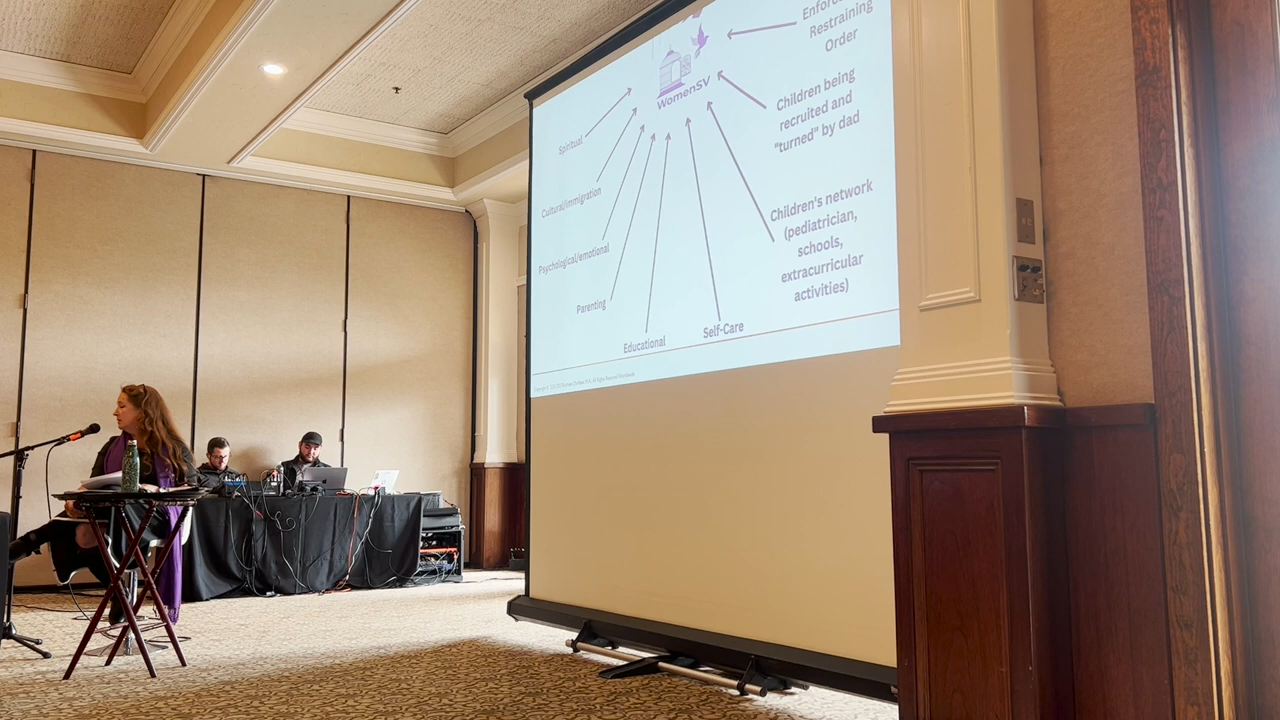 Restraining
Order
WomenSV
Children being
recruited and
"turned" by dad
Spiritual
Cultural/immigration
Children's network
(pediatrician,
schools,
extracurricular
activities)
Psychological/emotional
Parenting
Educational
Self-Care